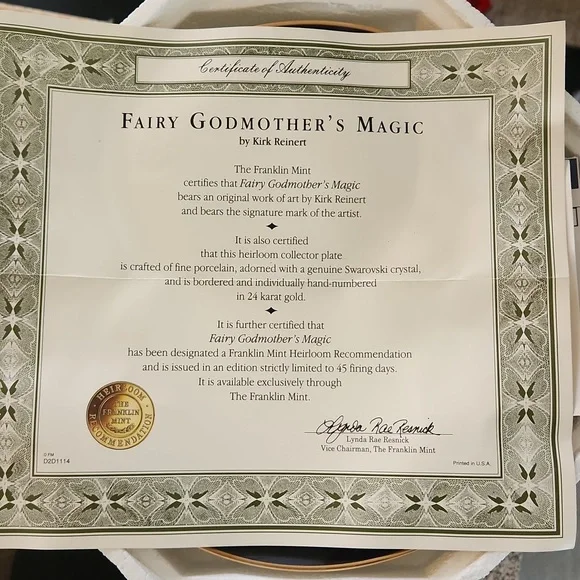 Certificate of Authenticity
FAIRY GODMOTHER'S MAGIC
by Kirk Reinert
The Franklin Mint
certifies that Fairy Godmother's Magic
bears an original work of art by Kirk Reinert
and bears the signature mark of the artist.
It is also certified
that this heirloom collector plate
is crafted of fine porcelain, adorned with a genuine Swarovski crystal,
and is bordered and individually hand-numbered
in 24 karat gold.
It is further certified that
Fairy Godmother's Magic
has been designated a Franklin Mint Heirloom Recommendation
and is issued in an edition strictly limited to 45 firing days.
It is available exclusively through
The Franklin Mint.
HEIRLOOM
THE
FRANKLIN
MINT
RECOMMENDATION
Lynda Rae Resnick
Lynda Rae Resnick
Vice Chairman, The Franklin Mint
© FM
D2D1114
Printed in U.S.A.